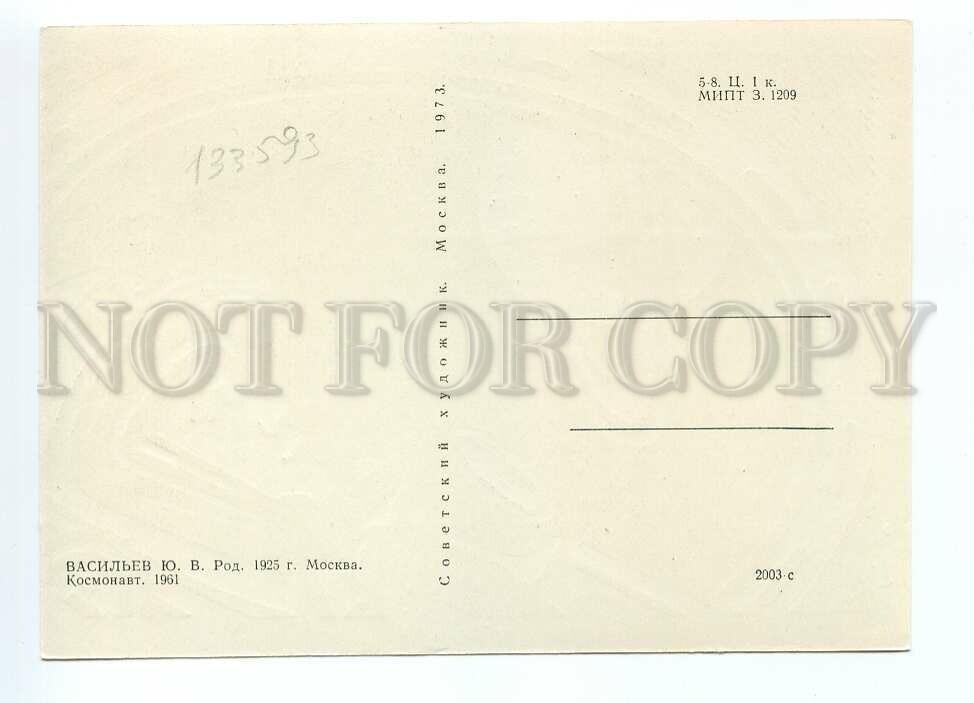 133593
5-8. Ц. 1 к.
МИПТ З. 1209
Советский художник. Москва. 1973.
NOT FOR COPY
ВАСИЛЬЕВ Ю. В. Род. 1925 г. Москва.
Космонавт. 1961
2003-с